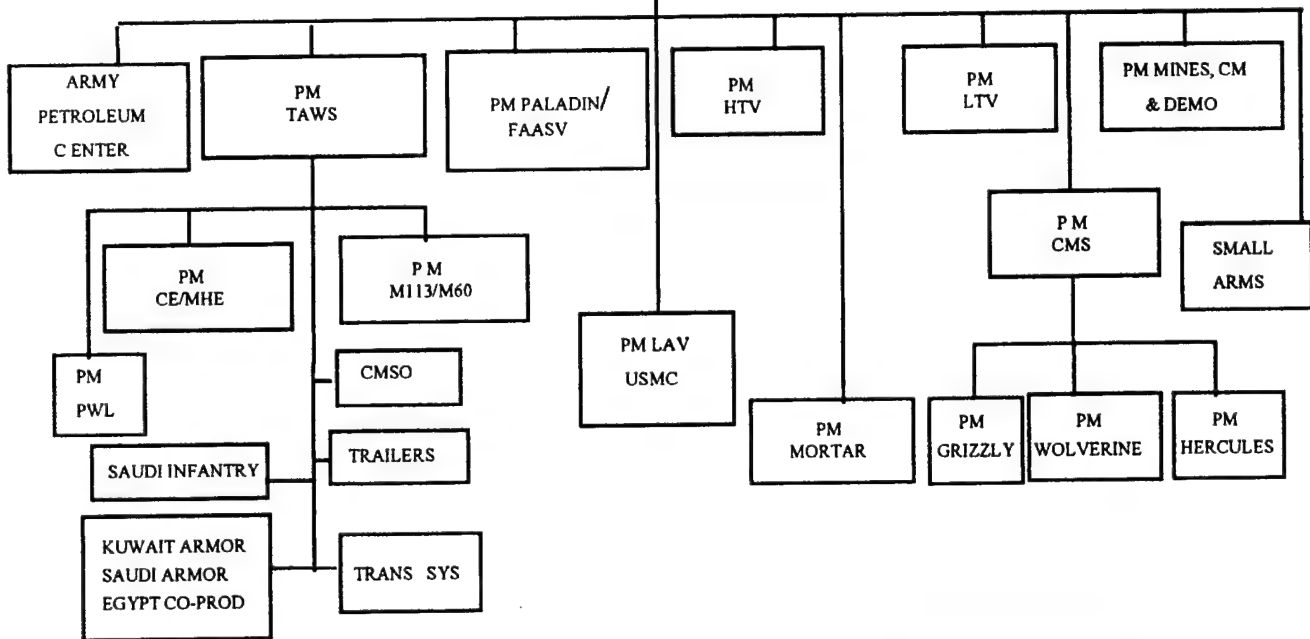 ARMY
PETROLEUM
C ENTER
PM
TAWS
PM PALADIN/
FAASV
PM
HTV
PM
LTV
PM MINES, CM
& DEMO
PM
CE/MHE
P M
M113/M60
P M
CMS
SMALL
ARMS
PM
PWL
CMSO
PM LAV
USMC
SAUDI INFANTRY
TRAILERS
PM
MORTAR
PM
GRIZZLY
PM
WOLVERINE
PM
HERCULES
KUWAIT ARMOR
SAUDI ARMOR
EGYPT CO-PROD
TRANS SYS